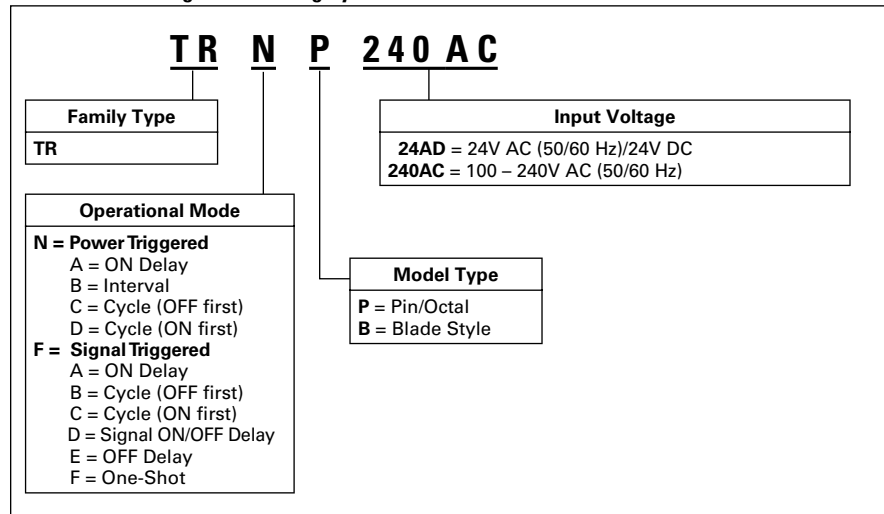 TR N P 240 AC
Family Type
TR
Input Voltage
24AD = 24V AC (50/60 Hz)/24V DC
240AC = 100 – 240V AC (50/60 Hz)
Operational Mode
N = Power Triggered
A = ON Delay
B = Interval
C = Cycle (OFF first)
D = Cycle (ON first)
F = Signal Triggered
A = ON Delay
B = Cycle (OFF first)
C = Cycle (ON first)
D = Signal ON/OFF Delay
E = OFF Delay
F = One-Shot
Model Type
P = Pin/Octal
B = Blade Style